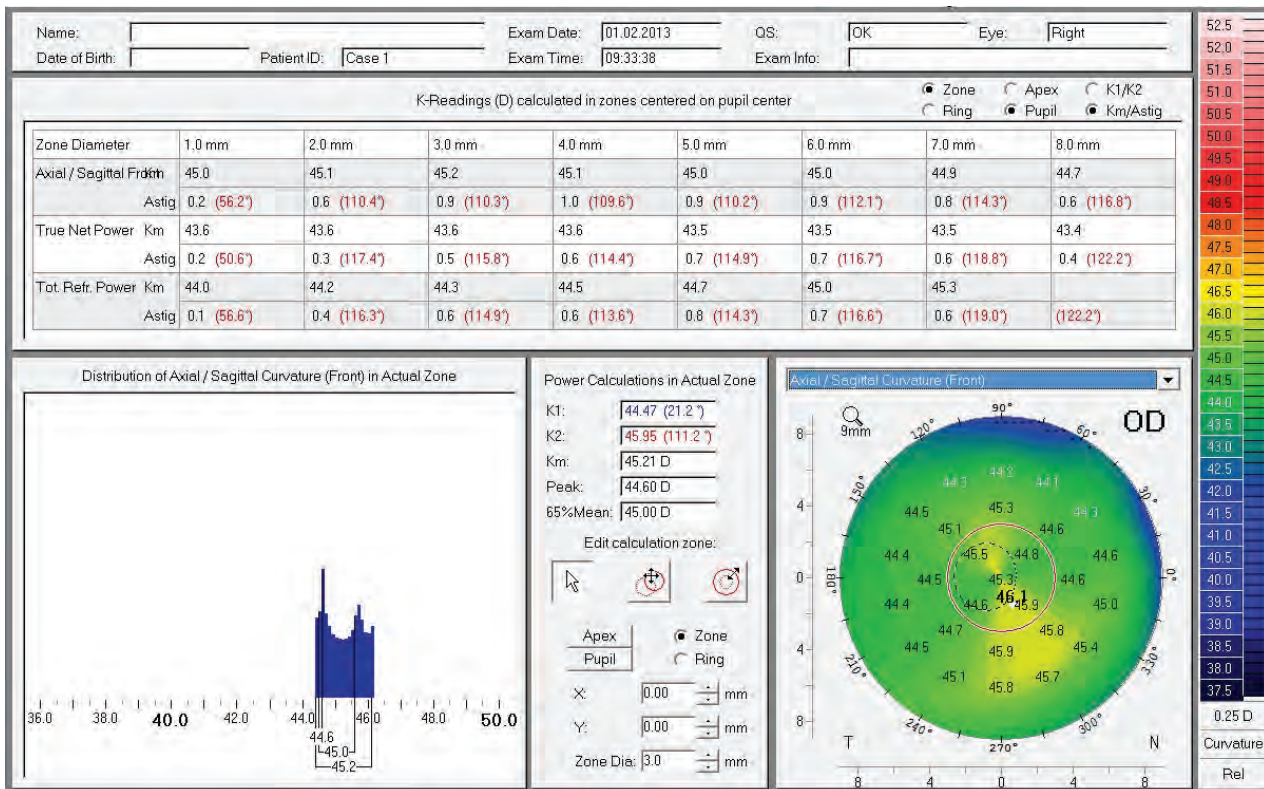 Name: Exam Date: 01.02.2013 QS: OK Eye: Right
Date of Birth: Patient ID: Case 1 Exam Time: 09:33:38 Exam Info:
K-Readings (D) calculated in zones centered on pupil center
Zone Apex K1/K2
Ring Pupil Km/Astig
Zone Diameter 1.0 mm 2.0 mm 3.0 mm 4.0 mm 5.0 mm 6.0 mm 7.0 mm 8.0 mm
Axial / Sagittal Front Km 45.0 45.1 45.2 45.1 45.0 45.0 44.9 44.7
Astig 0.2 (56.2°) 0.6 (110.4°) 0.9 (110.3°) 1.0 (109.6°) 0.9 (110.2°) 0.9 (112.1°) 0.8 (114.3°) 0.6 (116.8°)
True Net Power Km 43.6 43.6 43.6 43.6 43.5 43.5 43.5 43.4
Astig 0.2 (50.6°) 0.3 (117.4°) 0.5 (115.8°) 0.6 (114.4°) 0.7 (114.9°) 0.7 (116.7°) 0.6 (118.8°) 0.4 (122.2°)
Tot. Refr. Power Km 44.0 44.2 44.3 44.5 44.7 45.0 45.3
Astig 0.1 (56.6°) 0.4 (116.3°) 0.6 (114.9°) 0.6 (113.6°) 0.8 (114.3°) 0.7 (116.6°) 0.6 (119.0°) (122.2°)
Distribution of Axial / Sagittal Curvature (Front) in Actual Zone
36.0 38.0 40.0 42.0 44.0 46.0 48.0 50.0
44.6
45.0
45.2
Power Calculations in Actual Zone
K1: 44.47 (21.2 °)
K2: 45.95 (111.2 °)
Km: 45.21 D
Peak: 44.60 D
65%Mean: 45.00 D
Edit calculation zone:
Apex Zone
Pupil Ring
X: 0.00 mm
Y: 0.00 mm
Zone Dia: 3.0 mm
Axial / Sagittal Curvature (Front)
9mm
OD
90°
120° 60°
150° 30°
180° 0°
210° 330°
240° 300°
270°
8
4
0
4
8
44.2
44.3 44.1
44.5 45.3 44.3
45.1 44.6
44.4 45.5 44.8 44.6
44.5 45.3 44.6
46.1
44.4 44.6 45.9 45.0
44.7 45.8
44.5 45.9 45.4
45.1 45.7
45.8
T N
8 4 0 4 8
52.5
52.0
51.5
51.0
50.5
50.0
49.5
49.0
48.5
48.0
47.5
47.0
46.5
46.0
45.5
45.0
44.5
44.0
43.5
43.0
42.5
42.0
41.5
41.0
40.5
40.0
39.5
39.0
38.5
38.0
37.5
0.25 D
Curvature
Rel